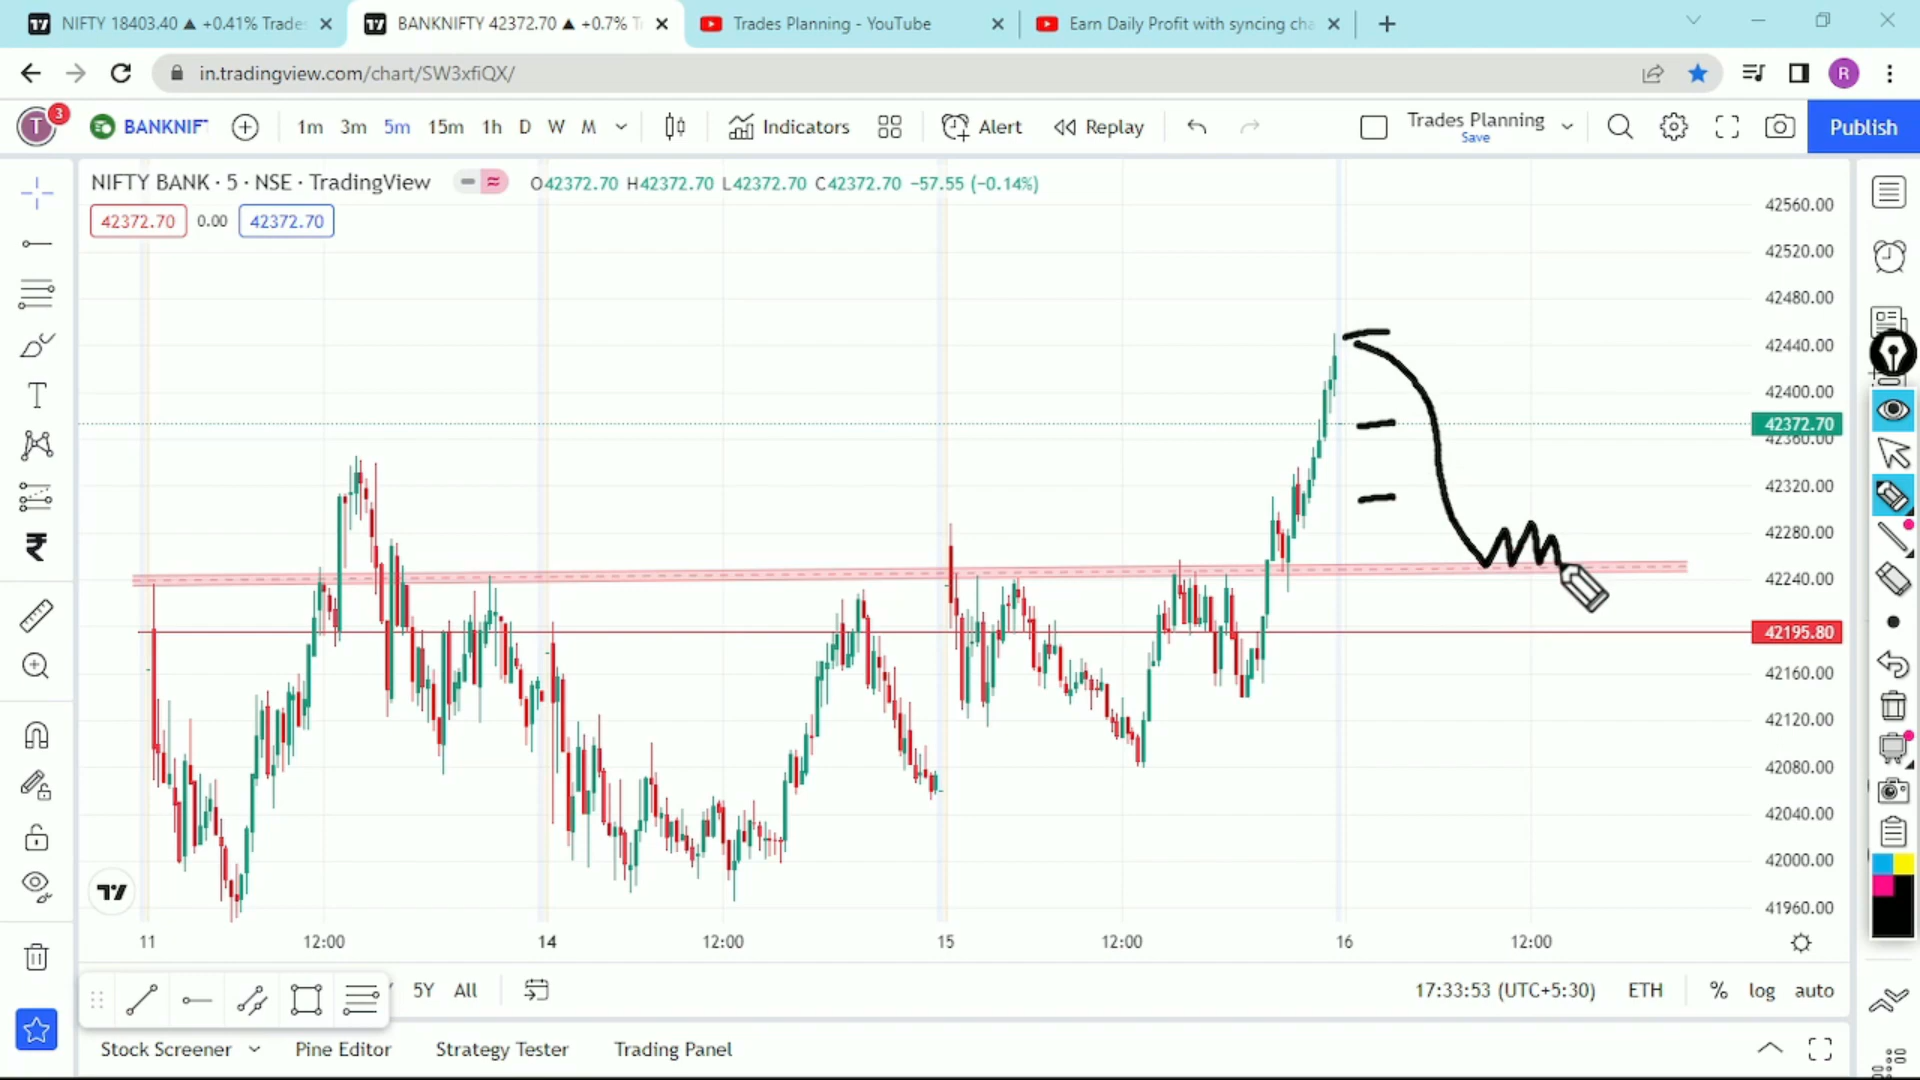 NIFTY 18403.40 ▲ +0.41% Trades
BANKNIFTY 42372.70 ▲ +0.7%
Trades Planning - YouTube
Earn Daily Profit with syncing cha
in.tradingview.com/chart/SW3xfiQX/
R
T
3
BANKNIF
1m 3m 5m 15m 1h D W M
Indicators
Alert
Replay
Trades Planning
Save
Publish
NIFTY BANK · 5 · NSE · TradingView
O42372.70 H42372.70 L42372.70 C42372.70 −57.55 (−0.14%)
42372.70 0.00 42372.70
42560.00
42520.00
42480.00
42440.00
42400.00
42372.70
42360.00
42320.00
42280.00
42240.00
42195.80
42160.00
42120.00
42080.00
42040.00
42000.00
41960.00
11 12:00 14 12:00 15 12:00 16 12:00
5Y All
17:33:53 (UTC+5:30) ETH % log auto
Stock Screener Pine Editor Strategy Tester Trading Panel